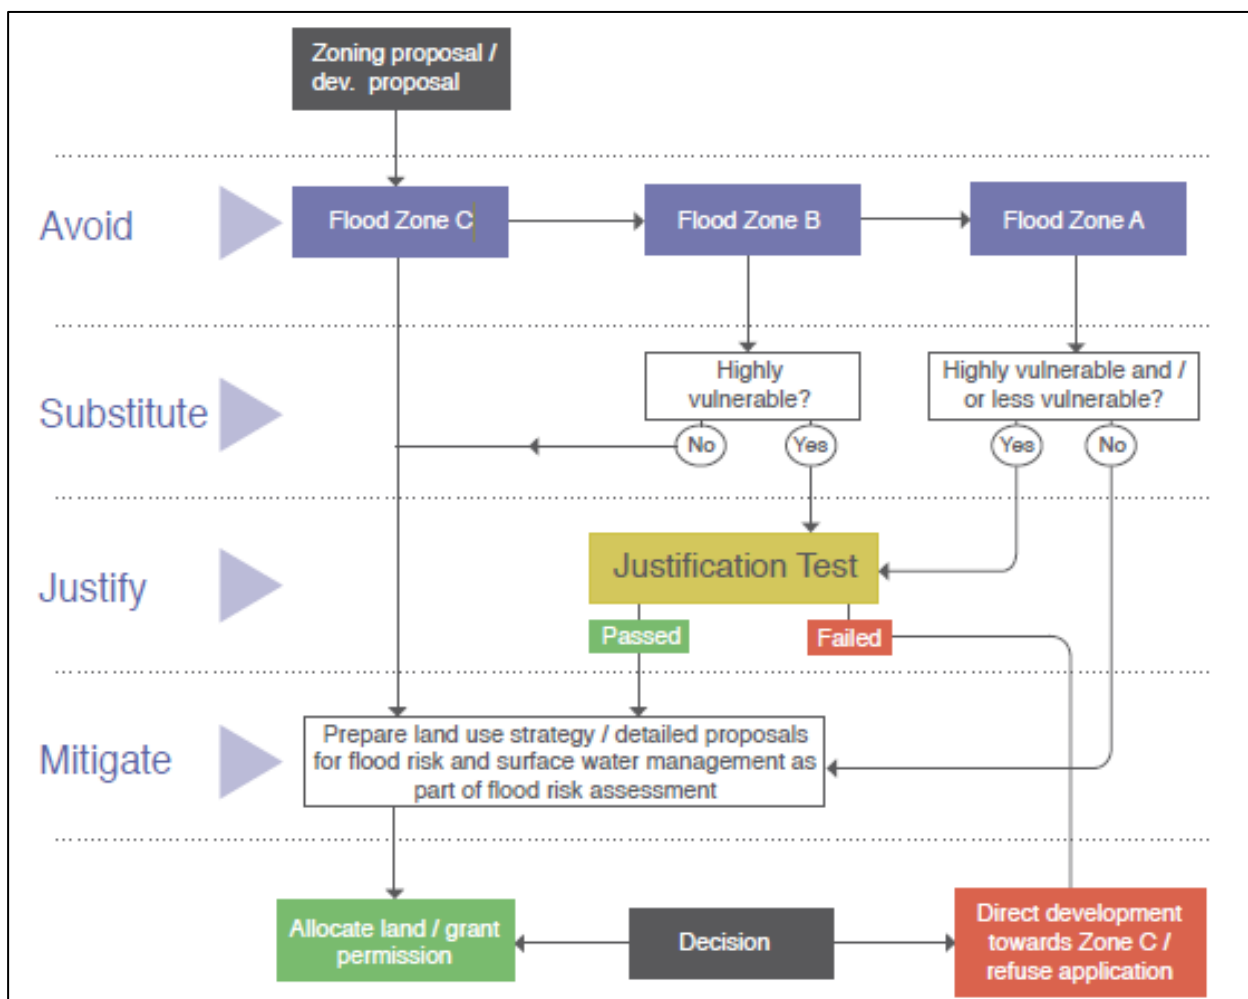 Zoning proposal /
dev. proposal
Avoid
Flood Zone C
Flood Zone B
Flood Zone A
Substitute
Highly
vulnerable?
Highly vulnerable and /
or less vulnerable?
No
Yes
Yes
No
Justify
Justification Test
Passed
Failed
Mitigate
Prepare land use strategy / detailed proposals
for flood risk and surface water management as
part of flood risk assessment
Allocate land / grant
permission
Decision
Direct development
towards Zone C /
refuse application